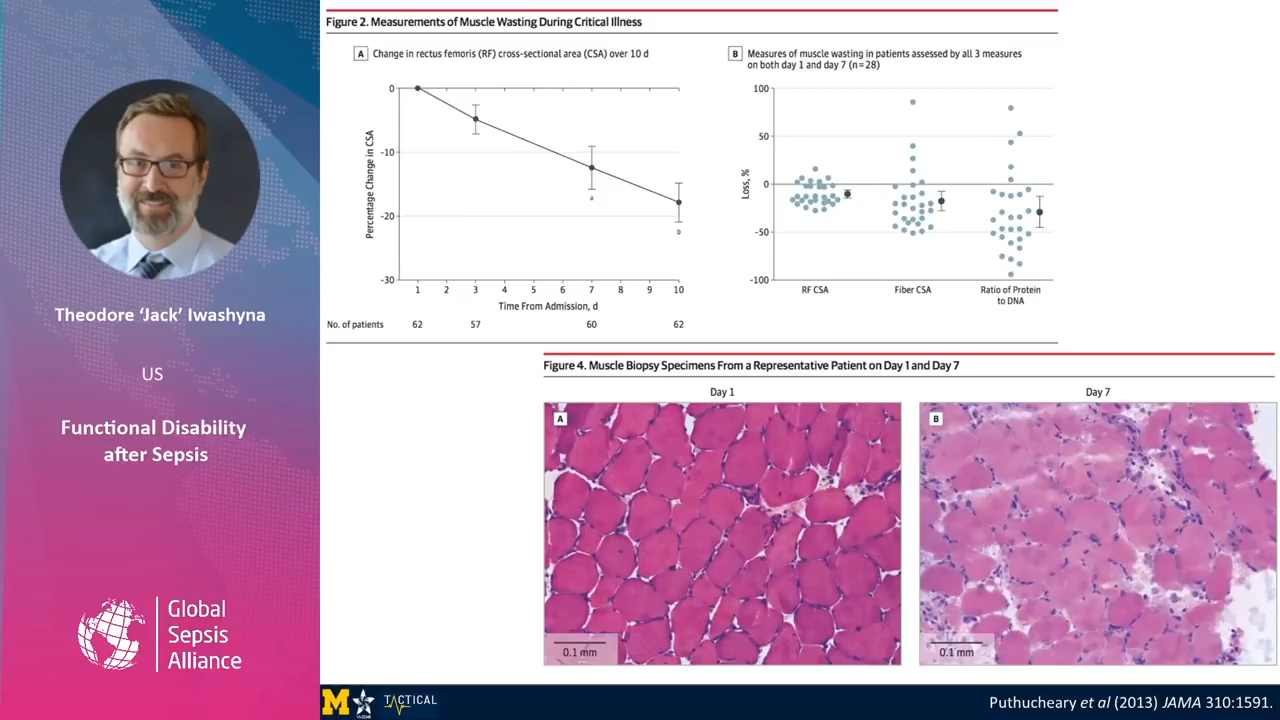 Theodore ‘Jack’ Iwashyna
US
Functional Disability
after Sepsis
Global
Sepsis
Alliance
Figure 2. Measurements of Muscle Wasting During Critical Illness
A Change in rectus femoris (RF) cross-sectional area (CSA) over 10 d
0
-10
-20
-30
Percentage Change in CSA
a
b
1 2 3 4 5 6 7 8 9 10
Time From Admission, d
No. of patients 62 57 60 62
B Measures of muscle wasting in patients assessed by all 3 measures
on both day 1 and day 7 (n=28)
100
50
0
-50
-100
Loss, %
RF CSA Fiber CSA Ratio of Protein
to DNA
Figure 4. Muscle Biopsy Specimens From a Representative Patient on Day 1 and Day 7
Day 1 Day 7
A B
0.1 mm 0.1 mm
M TACTICAL
Puthucheary et al (2013) JAMA 310:1591.